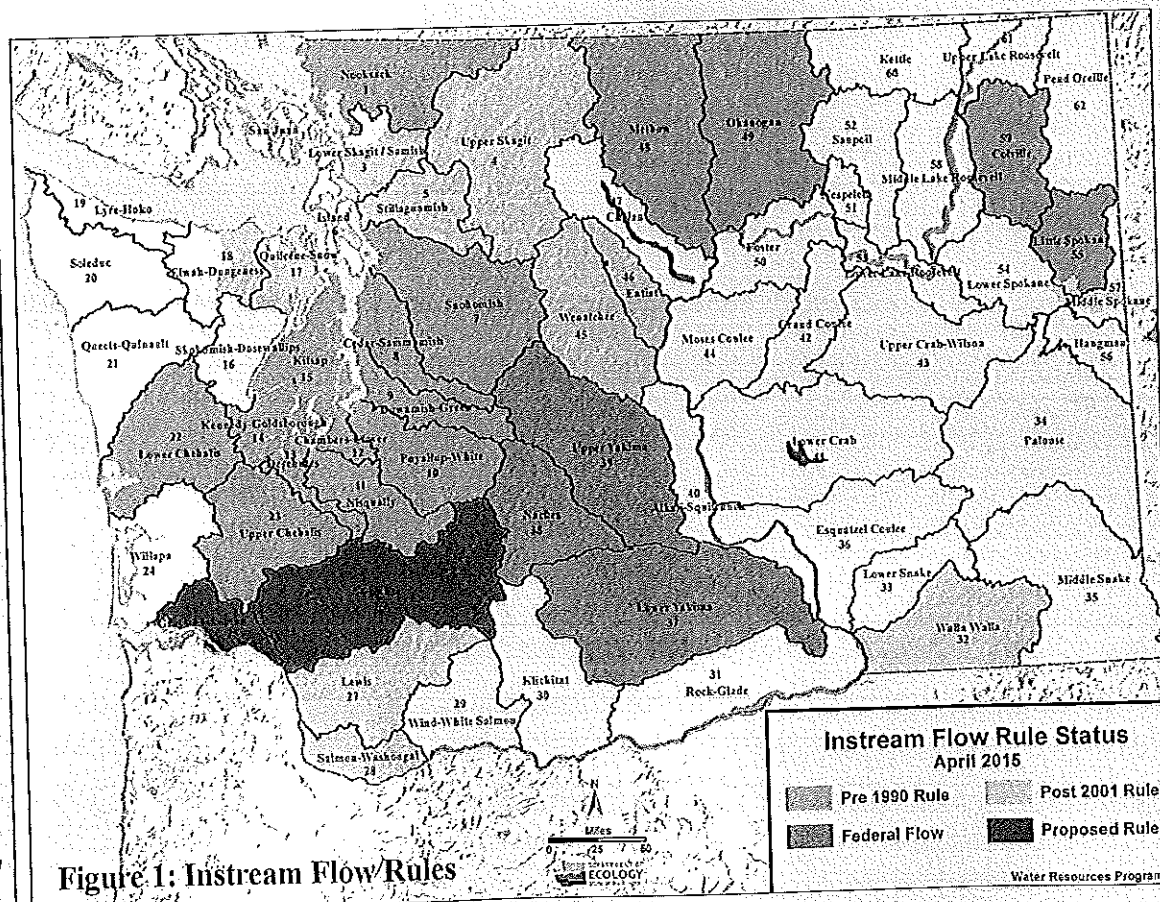 Nooksack
1
San Juan
Lower Skagit / Samish
3
Upper Skagit
4
5
Stillaguamish
Island
Methow
48
Okanogan
49
Kettle
60
61
Upper Lake Roosevelt
Pend Oreille
62
52
Sanpoil
58
Middle Lake Roosevelt
59
Colville
Nespelem
51
47
Chelan
Foster
50
Little Spokane
55
54
Lower Spokane
57
Middle Spokane
Hangman
56
19
Lyre-Hoko
Soleduc
20
18
Elwah-Dungeness
Quilcene-Snow
17
Queets-Quinault
21
Skokomish-Dosewallips
16
Kitsap
15
Snohomish
7
Cedar-Sammamish
8
9
Duwamish-Green
Wenatchee
45
46
Entiat
Moses Coulee
44
Grand Coulee
42
Upper Crab-Wilson
43
34
Palouse
Lower Crab
41
22
Lower Chehalis
Kennedy-Goldsborough
14
13
Deschutes
Chambers-Clover
12
Puyallup-White
10
11
Nisqually
Upper Yakima
39
Naches
38
40
Alkali-Squilchuck
Esquatzel Coulee
36
Lower Snake
33
Middle Snake
35
Walla Walla
32
Willapa
24
23
Upper Chehalis
Lower Yakima
37
Lewis
27
Salmon-Washougal
28
29
Wind-White Salmon
Klickitat
30
31
Rock-Glade
N
Miles
0 25 50
ECOLOGY
Instream Flow Rule Status
April 2015
Pre 1990 Rule
Post 2001 Rule
Federal Flow
Proposed Rule
Water Resources Program
Figure 1: Instream Flow Rules